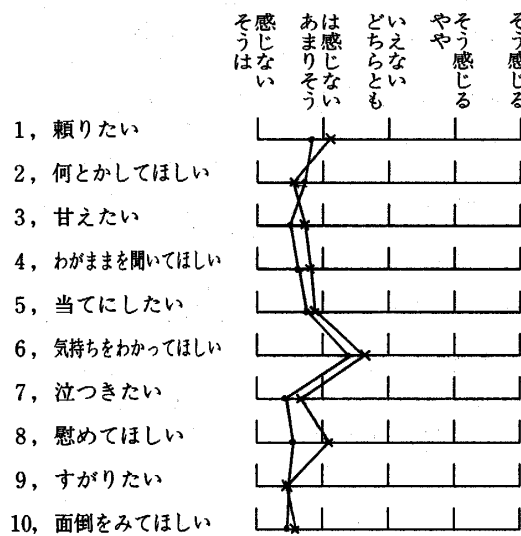 そう感じる
やや
そう感じる
どちらとも
いえない
あまりそう
は感じない
そうは
感じない
1, 頼りたい
2, 何とかしてほしい
3, 甘えたい
4, わがままを聞いてほしい
5, 当てにしたい
6, 気持ちをわかってほしい
7, 泣つきたい
8, 慰めてほしい
9, すがりたい
10, 面倒をみてほしい